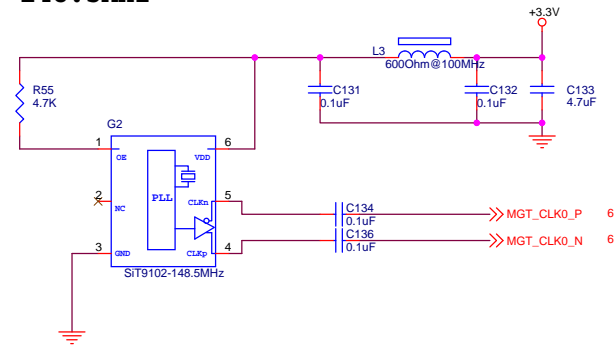 +3.3V
L3
600Ohm@100MHz
R55
4.7K
C131
0.1uF
C132
0.1uF
C133
4.7uF
G2
1
6
OE
VDD
PLL
2
NC
CLKn
5
C134
0.1uF
MGT_CLK0_P
6
3
GND
CLKp
4
C136
0.1uF
MGT_CLK0_N
6
SiT9102-148.5MHz